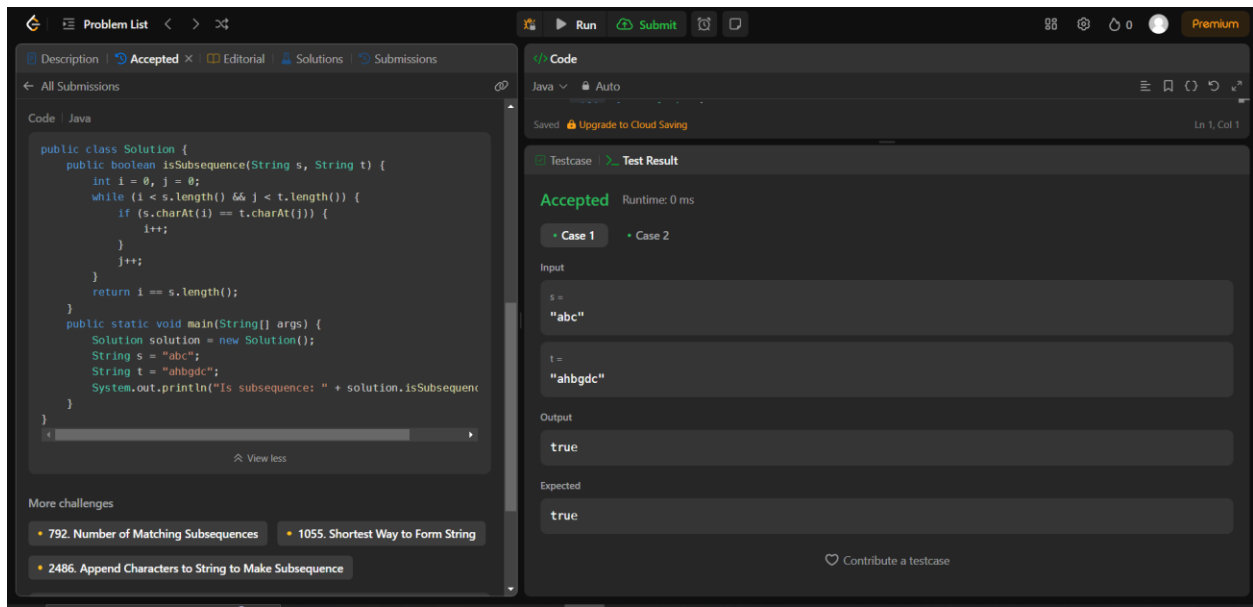 Problem List
Run
Submit
0
Premium
Description
Accepted
Editorial
Solutions
Submissions
All Submissions
Code
Java
public class Solution {
public boolean isSubsequence(String s, String t) {
int i = 0, j = 0;
while (i < s.length() && j < t.length()) {
if (s.charAt(i) == t.charAt(j)) {
i++;
}
j++;
}
return i == s.length();
}
public static void main(String[] args) {
Solution solution = new Solution();
String s = "abc";
String t = "ahbgdc";
System.out.println("Is subsequence: " + solution.isSubsequenc
}
}
View less
More challenges
792. Number of Matching Subsequences
1055. Shortest Way to Form String
2486. Append Characters to String to Make Subsequence
</> Code
Java
Auto
Saved
Upgrade to Cloud Saving
Ln 1, Col 1
Testcase
>_ Test Result
Accepted
Runtime: 0 ms
• Case 1
• Case 2
Input
s =
"abc"
t =
"ahbgdc"
Output
true
Expected
true
Contribute a testcase